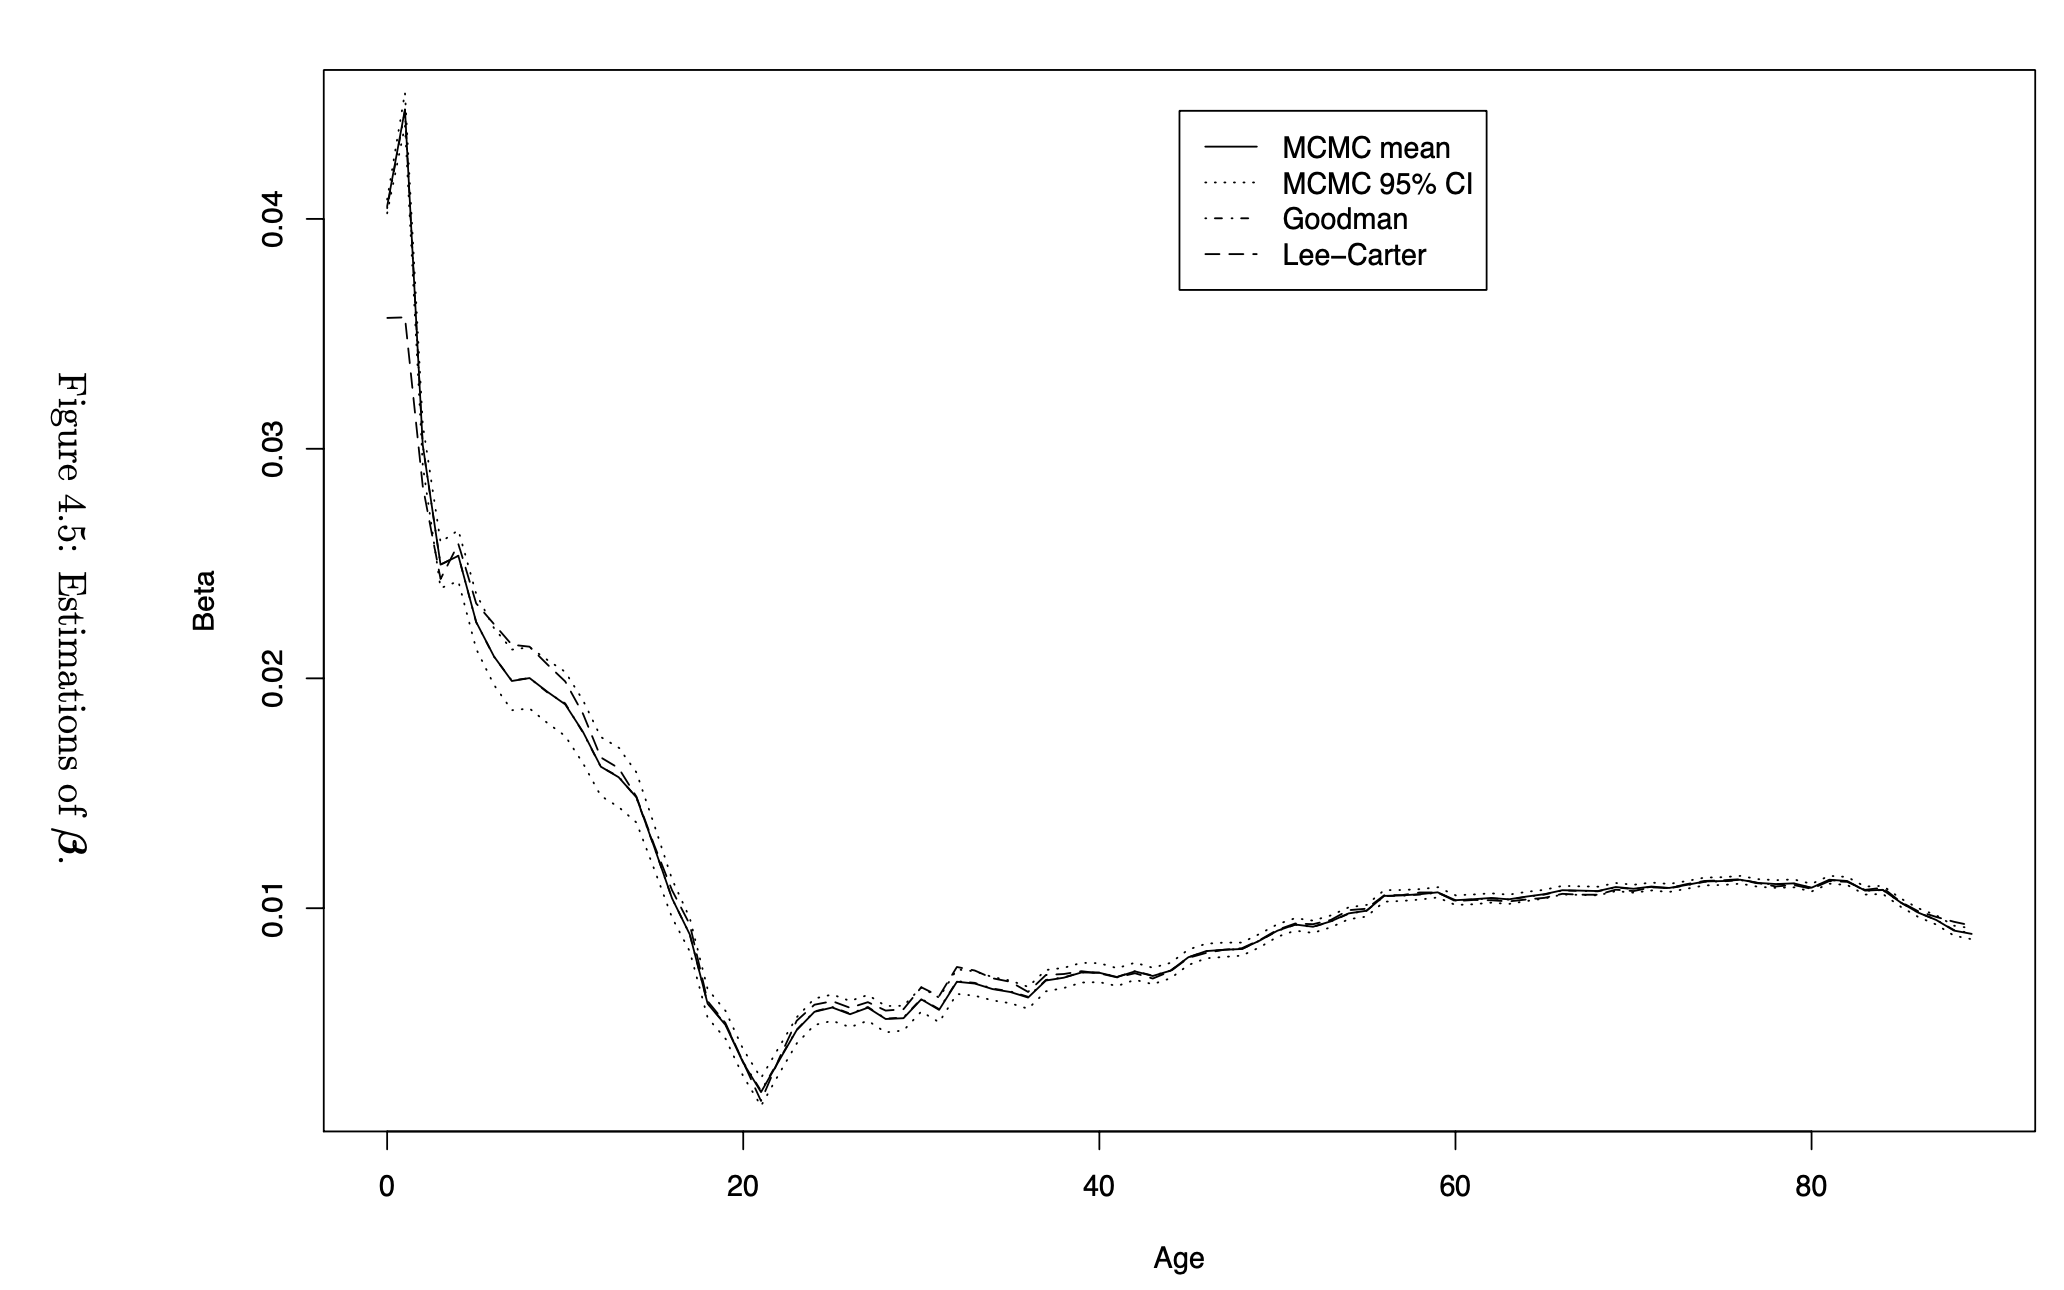 MCMC mean
MCMC 95% CI
Goodman
Lee−Carter
0.04
0.03
0.02
0.01
Beta
0 20 40 60 80
Age
Figure 4.5: Estimations of β.